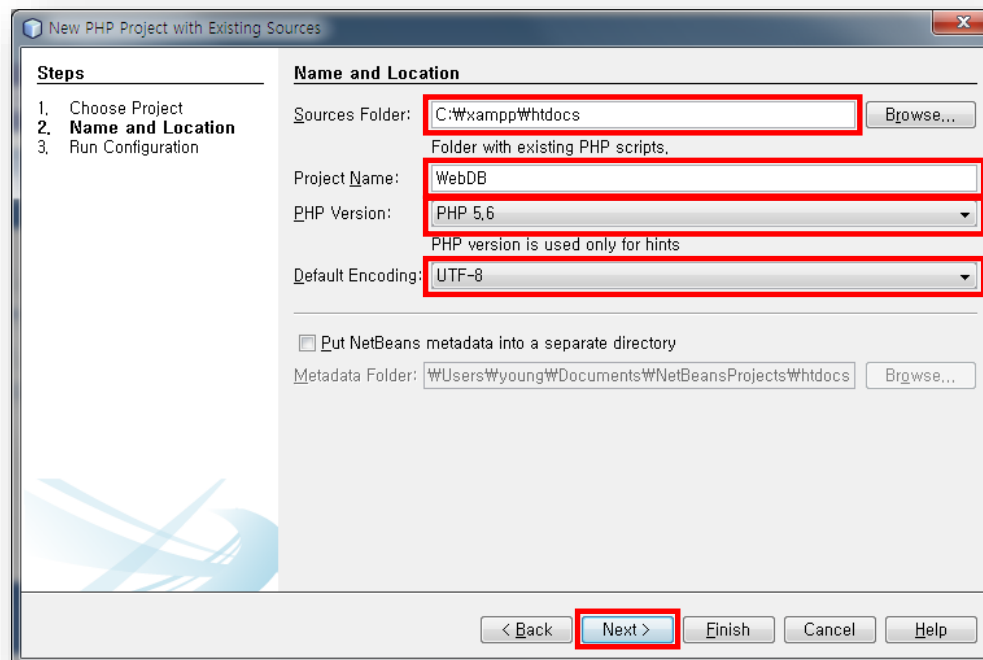 New PHP Project with Existing Sources
Steps
1. Choose Project
2. Name and Location
3. Run Configuration
Name and Location
Sources Folder: C:₩xampp₩htdocs Browse...
Folder with existing PHP scripts.
Project Name: WebDB
PHP Version: PHP 5.6
PHP version is used only for hints
Default Encoding: UTF-8
Put NetBeans metadata into a separate directory
Metadata Folder: ₩Users₩young₩Documents₩NetBeansProjects₩htdocs Browse...
< Back Next > Finish Cancel Help